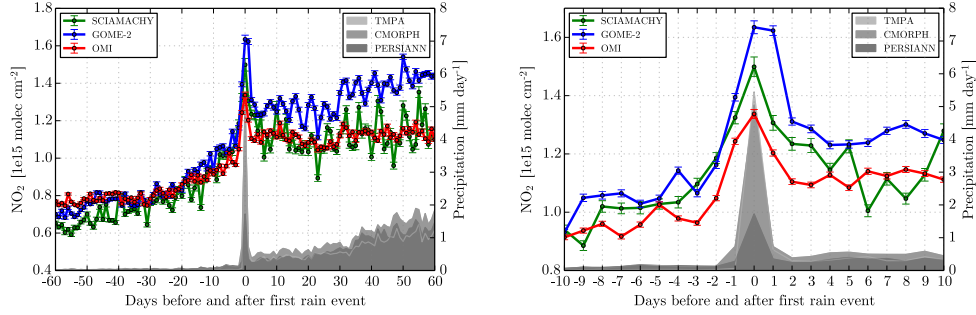 NO2 [1e15 molec cm-2]
1.8
1.6
1.4
1.2
1.0
0.8
0.6
0.4
SCIAMACHY
GOME-2
OMI
TMPA
CMORPH
PERSIANN
8
7
6
5
4
3
2
1
0
Precipitation [mm day-1]
-60 -50 -40 -30 -20 -10 0 10 20 30 40 50 60
Days before and after first rain event
NO2 [1e15 molec cm-2]
1.6
1.4
1.2
1.0
0.8
SCIAMACHY
GOME-2
OMI
TMPA
CMORPH
PERSIANN
8
7
6
5
4
3
2
1
0
Precipitation [mm day-1]
-10 -9 -8 -7 -6 -5 -4 -3 -2 -1 0 1 2 3 4 5 6 7 8 9 10
Days before and after first rain event